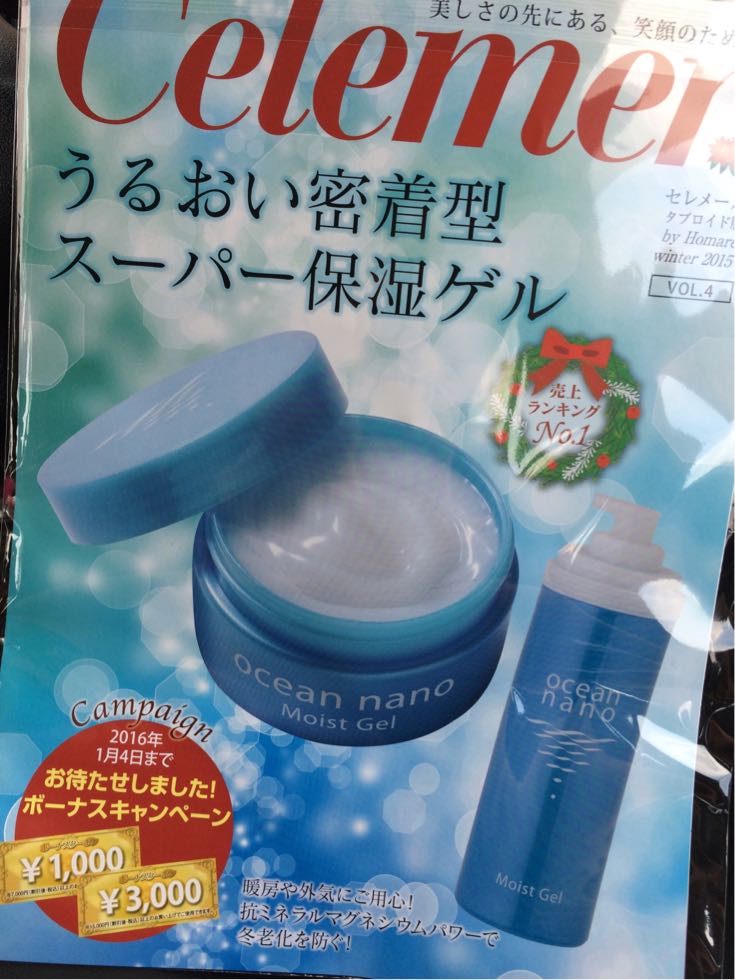 美しさの先にある、笑顔のため
Celemer
セレメー
タブロイド
by Homare
winter 2015
VOL.4
うるおい密着型
スーパー保湿ゲル
売上
ランキング
No.1
ocean nano
Moist Gel
ocean
nano
Moist Gel
Campaign
2016年
1月4日まで
お待たせしました!
ボーナスキャンペーン
¥1,000
¥3,000
暖房や外気にご用心!
抗ミネラルマグネシウムパワーで
冬老化を防ぐ!